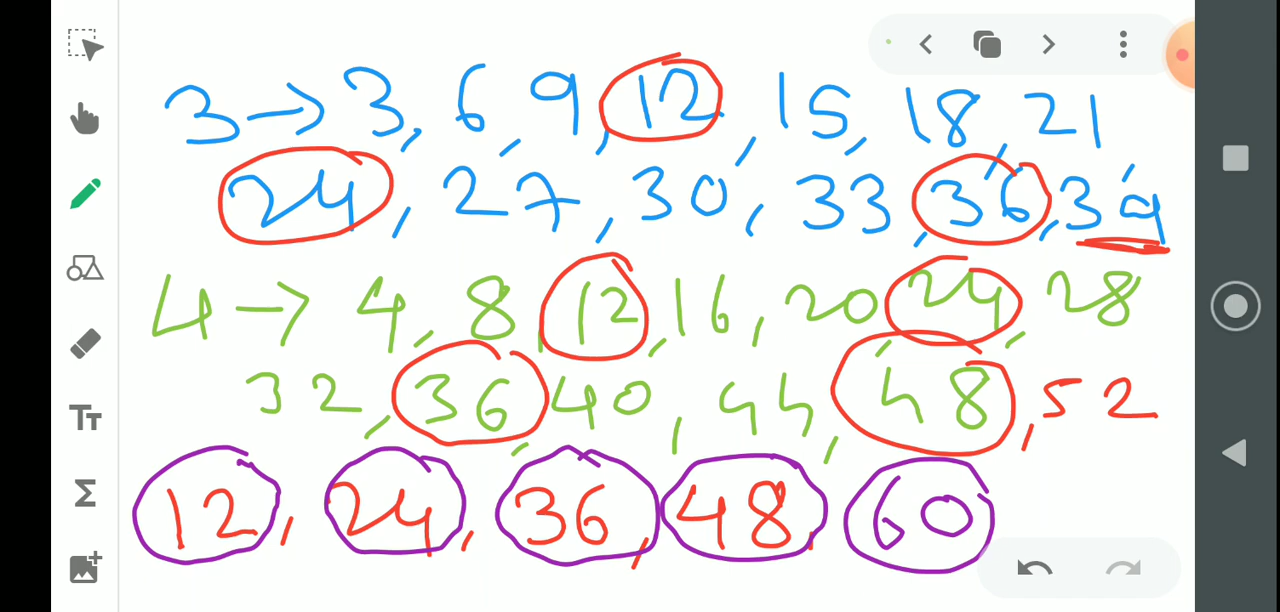 3 → 3, 6, 9, 12, 15, 18, 21
24, 27, 30, 33, 36, 39
4 → 4, 8, 12, 16, 20, 24, 28
32, 36, 40, 44, 48, 52
12, 24, 36, 48, 60
Tт
Σ